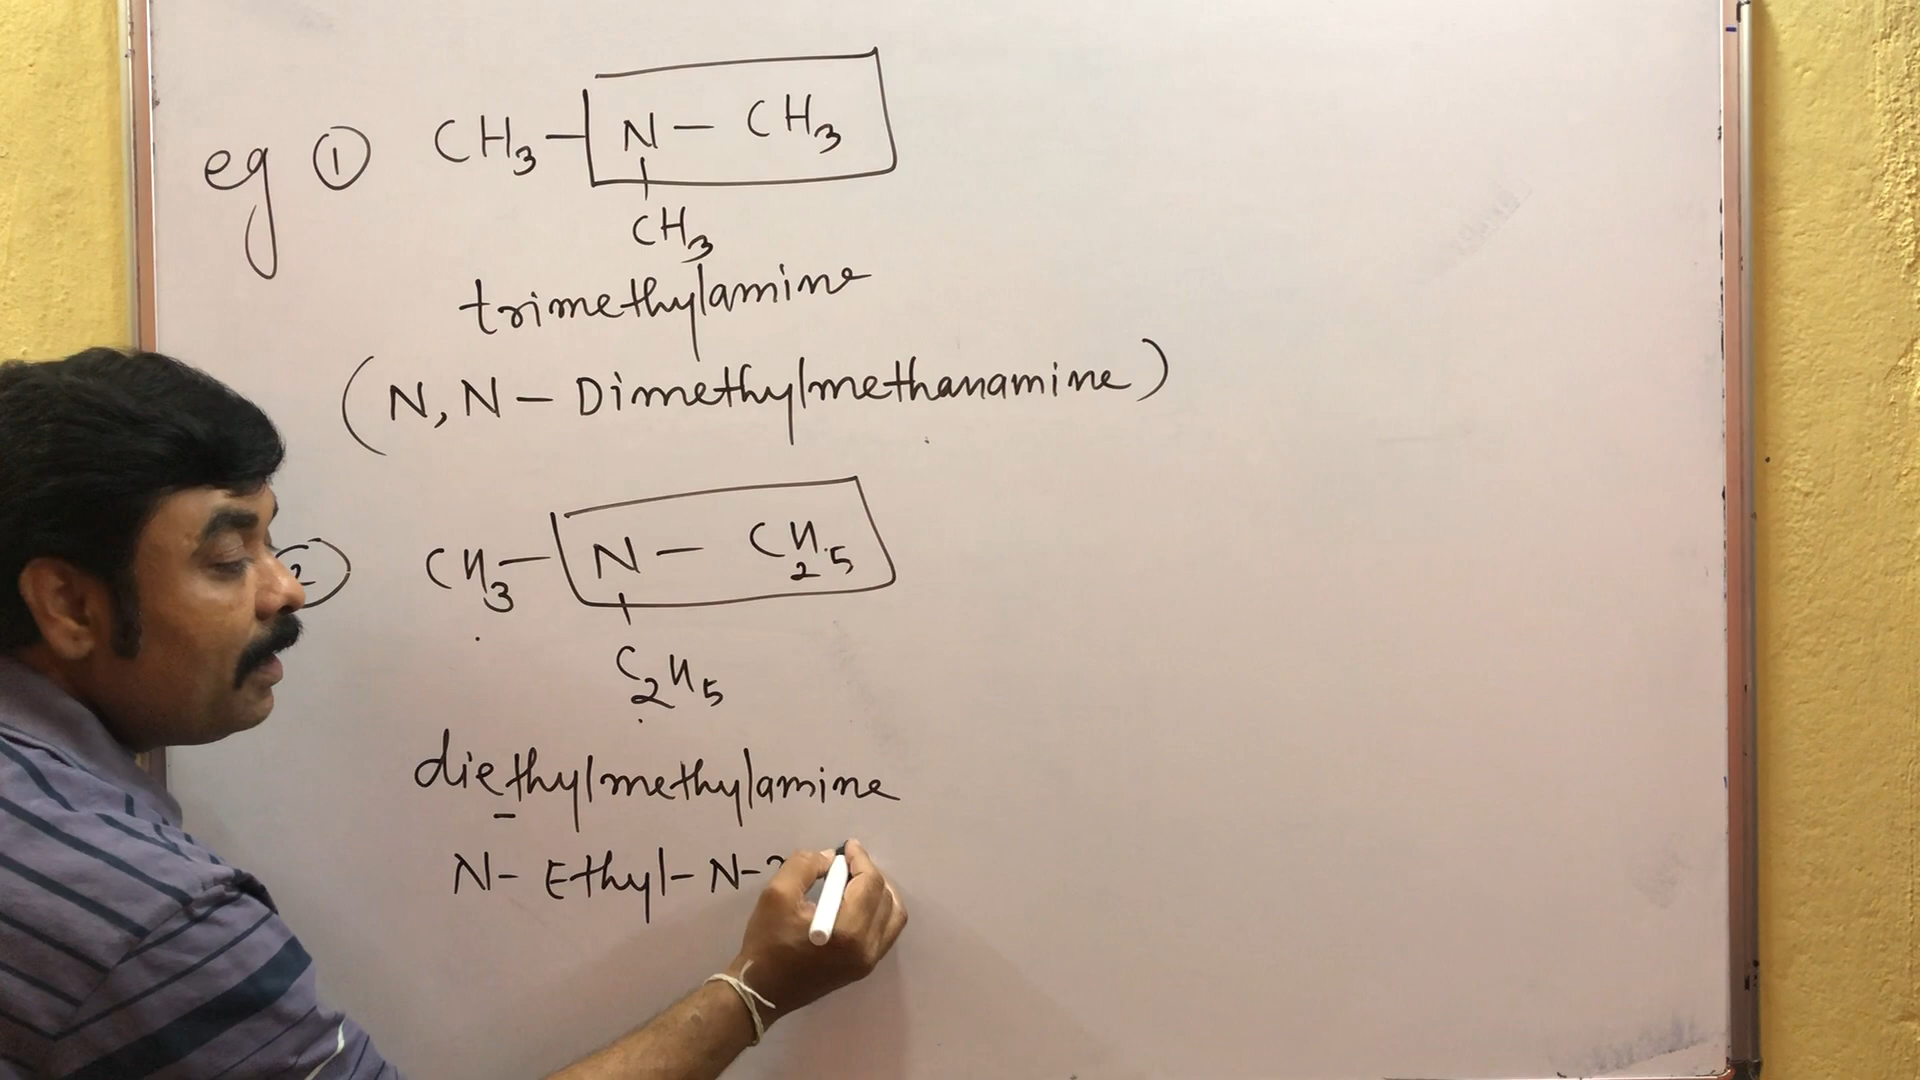 eg ① CH3 – N – CH3
CH3
trimethylamine
(N, N – Dimethylmethanamine)
② CH3 – N – C2H5
C2H5
diethylmethylamine
N- Ethyl - N-